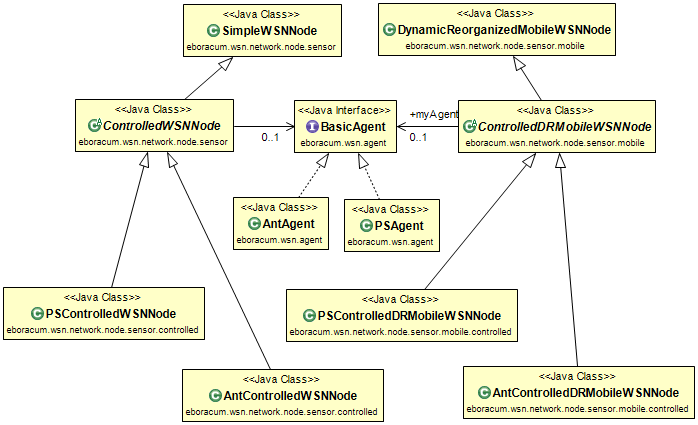 <<Java Class>>
SimpleWSNNode
eboracum.wsn.network.node.sensor
<<Java Class>>
DynamicReorganizedMobileWSNNode
eboracum.wsn.network.node.sensor.mobile
<<Java Class>>
ControlledWSNNode
eboracum.wsn.network.node.sensor
0..1
<<Java Interface>>
BasicAgent
eboracum.wsn.agent
+myAgent
0..1
<<Java Class>>
ControlledDRMobileWSNNode
eboracum.wsn.network.node.sensor.mobile
<<Java Class>>
AntAgent
eboracum.wsn.agent
<<Java Class>>
PSAgent
eboracum.wsn.agent
<<Java Class>>
PSControlledWSNNode
eboracum.wsn.network.node.sensor.controlled
<<Java Class>>
PSControlledDRMobileWSNNode
eboracum.wsn.network.node.sensor.mobile.controlled
<<Java Class>>
AntControlledWSNNode
eboracum.wsn.network.node.sensor.controlled
<<Java Class>>
AntControlledDRMobileWSNNode
eboracum.wsn.network.node.sensor.mobile.controlled